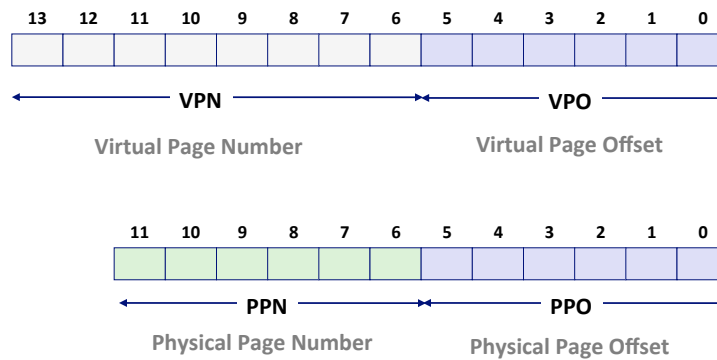 13 12 11 10 9 8 7 6 5 4 3 2 1 0
VPN VPO
Virtual Page Number Virtual Page Offset
11 10 9 8 7 6 5 4 3 2 1 0
PPN PPO
Physical Page Number Physical Page Offset